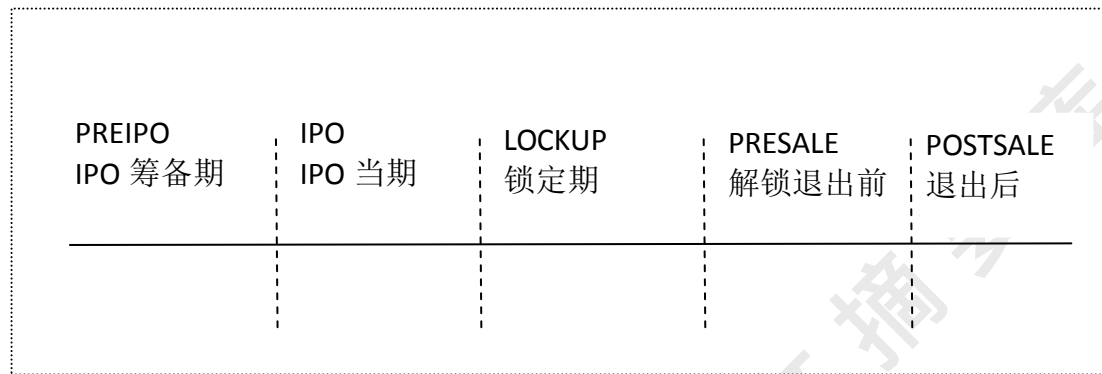 PREIPO
IPO 筹备期
IPO
IPO 当期
LOCKUP
锁定期
PRESALE
解锁退出前
POSTSALE
退出后
摘